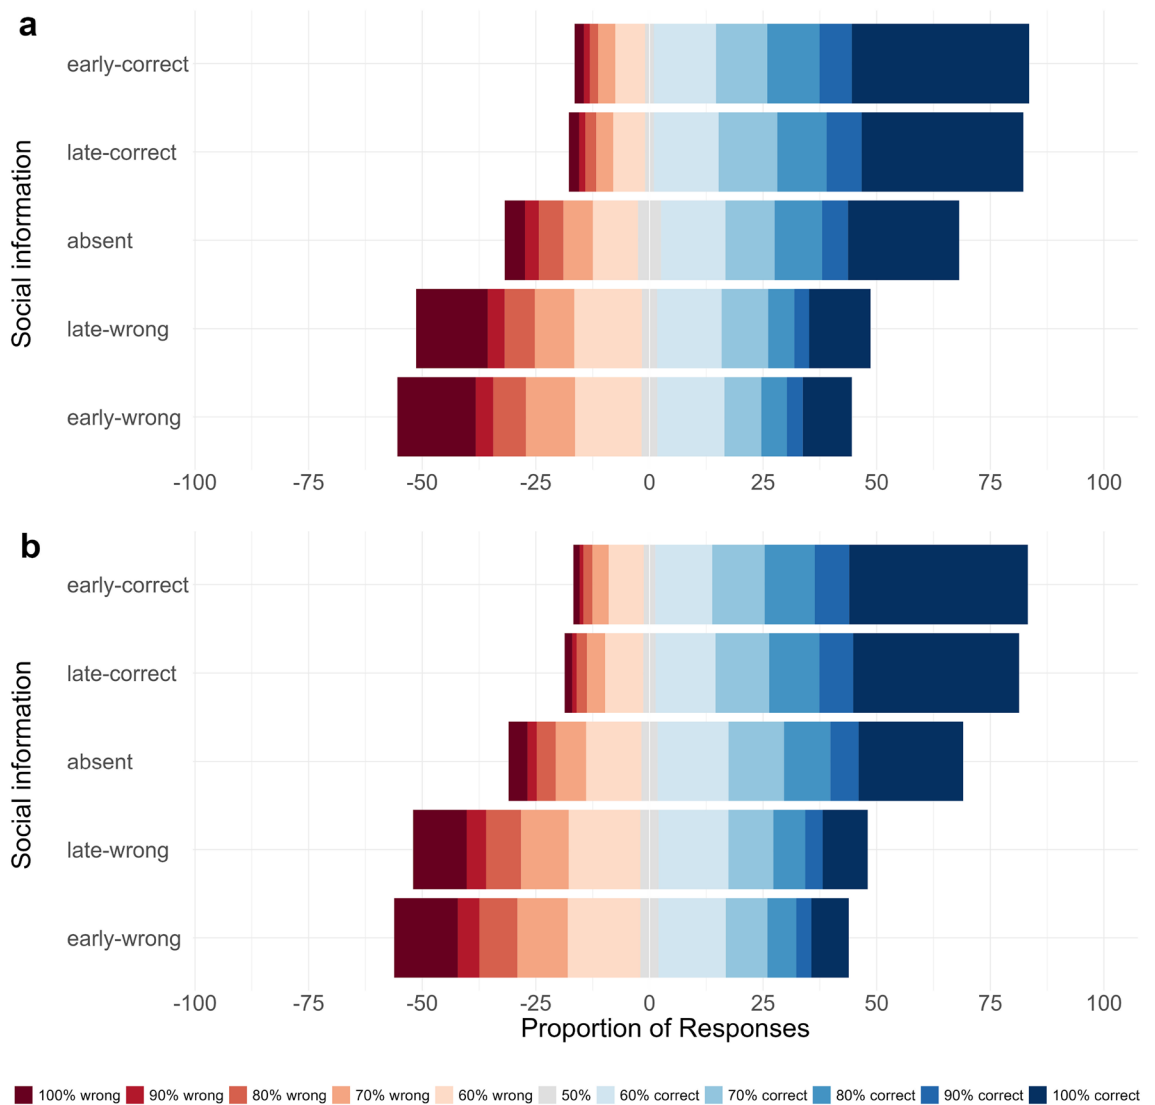 a
Social information
early-correct
late-correct
absent
late-wrong
early-wrong
-100 -75 -50 -25 0 25 50 75 100
b
Social information
early-correct
late-correct
absent
late-wrong
early-wrong
-100 -75 -50 -25 0 25 50 75 100
Proportion of Responses
100% wrong 90% wrong 80% wrong 70% wrong 60% wrong 50% 60% correct 70% correct 80% correct 90% correct 100% correct